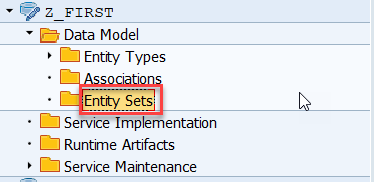 Z_FIRST
Data Model
Entity Types
Associations
Entity Sets
Service Implementation
Runtime Artifacts
Service Maintenance